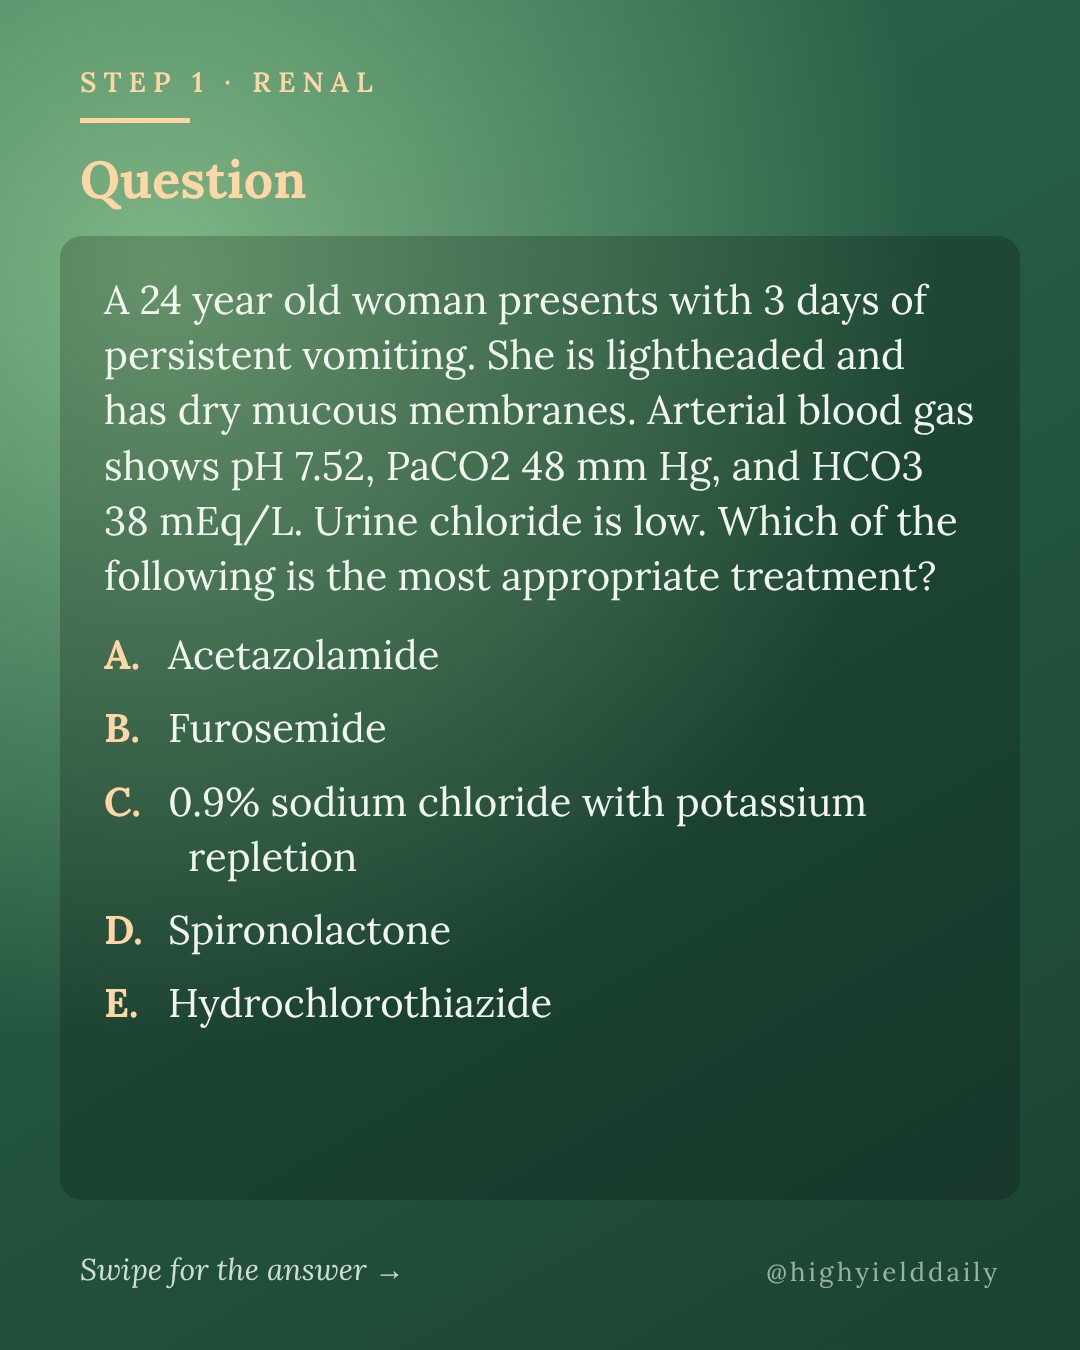 STEP 1 · RENAL
Question
A 24 year old woman presents with 3 days of
persistent vomiting. She is lightheaded and
has dry mucous membranes. Arterial blood gas
shows pH 7.52, PaCO2 48 mm Hg, and HCO3
38 mEq/L. Urine chloride is low. Which of the
following is the most appropriate treatment?
A. Acetazolamide
B. Furosemide
C. 0.9% sodium chloride with potassium
repletion
D. Spironolactone
E. Hydrochlorothiazide
Swipe for the answer →
@highyielddaily